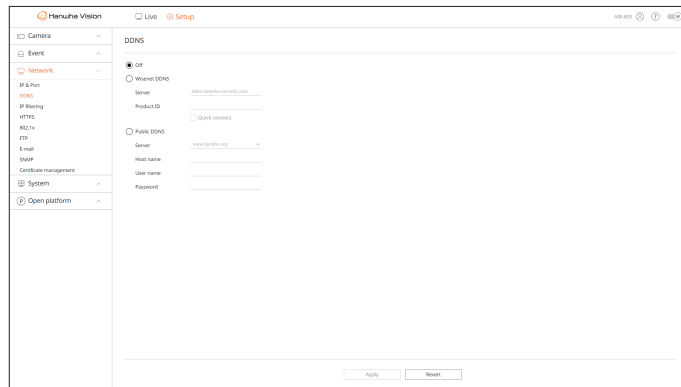 Hanwha Vision
Live
Setup
AIB-800
Camera
Event
Network
IP & Port
DDNS
IP filtering
HTTPS
802.1x
FTP
E-mail
SNMP
Certificate management
System
Open platform
DDNS
Off
Wisenet DDNS
Server
ddns.hanwha-security.com
Product ID
Quick connect
Public DDNS
Server
www.dyndns.org
Host name
User name
Password
Apply
Revert